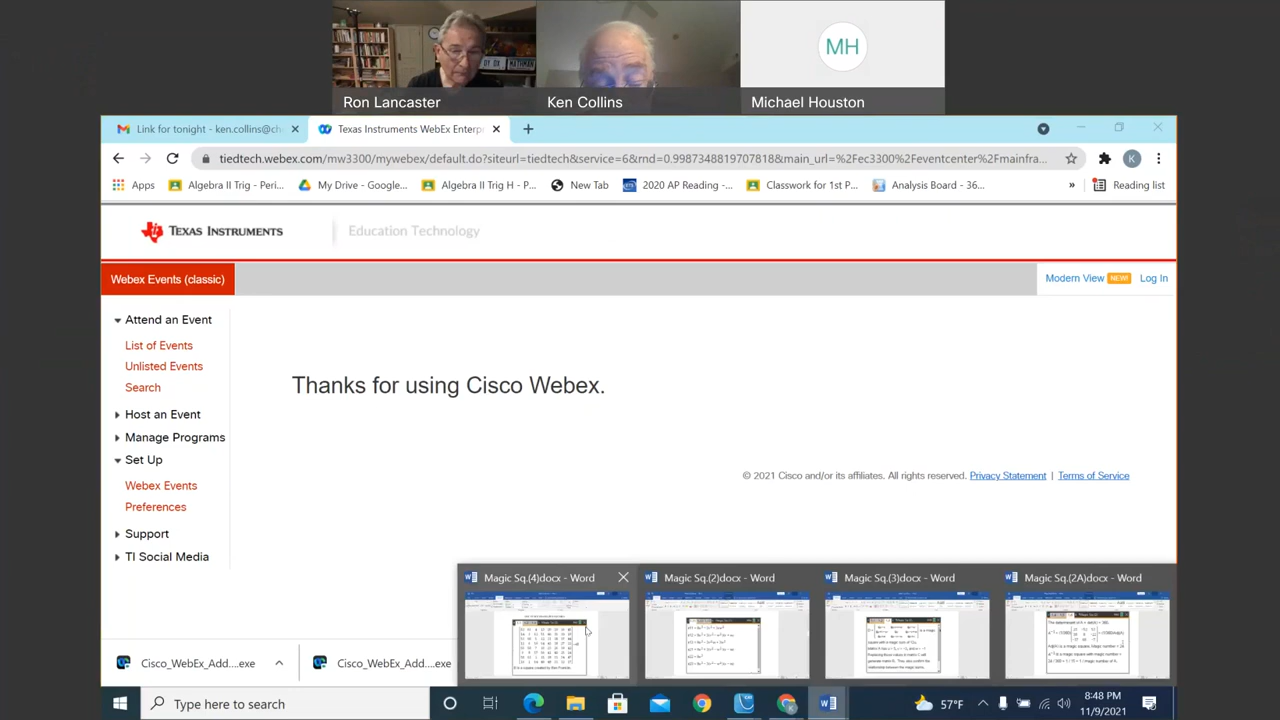 DY DX MATHMAN
MH
Ron Lancaster
Ken Collins
Michael Houston
Link for tonight - ken.collins@ch
Texas Instruments WebEx Enterp
tiedtech.webex.com/mw3300/mywebex/default.do?siteurl=tiedtech&service=6&rnd=0.9987348819707818&main_url=%2Fec3300%2Feventcenter%2Fmainfra...
K
Apps
Algebra II Trig - Peri...
My Drive - Google...
Algebra II Trig H - P...
New Tab
2020 AP Reading -...
Classwork for 1st P...
Analysis Board - 36...
»
Reading list
TEXAS INSTRUMENTS
Education Technology
Webex Events (classic)
Modern View NEW!
Log In
Attend an Event
List of Events
Unlisted Events
Search
Host an Event
Manage Programs
Set Up
Webex Events
Preferences
Support
TI Social Media
Thanks for using Cisco Webex.
© 2021 Cisco and/or its affiliates. All rights reserved. Privacy Statement | Terms of Service
Magic Sq.(4)docx - Word
Magic Sq.(2)docx - Word
Magic Sq.(3)docx - Word
Magic Sq.(2A)docx - Word
Cisco_WebEx_Add....exe
Cisco_WebEx_Add....exe
Type here to search
57°F
8:48 PM
11/9/2021